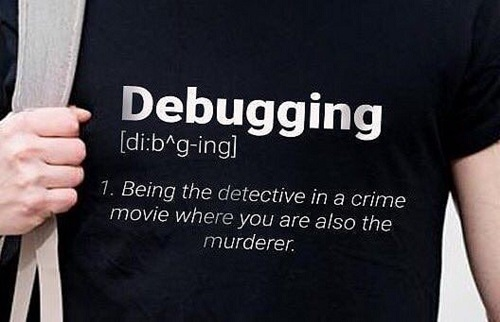 Debugging
[di:b^g-ing]
1. Being the detective in a crime
movie where you are also the
murderer.